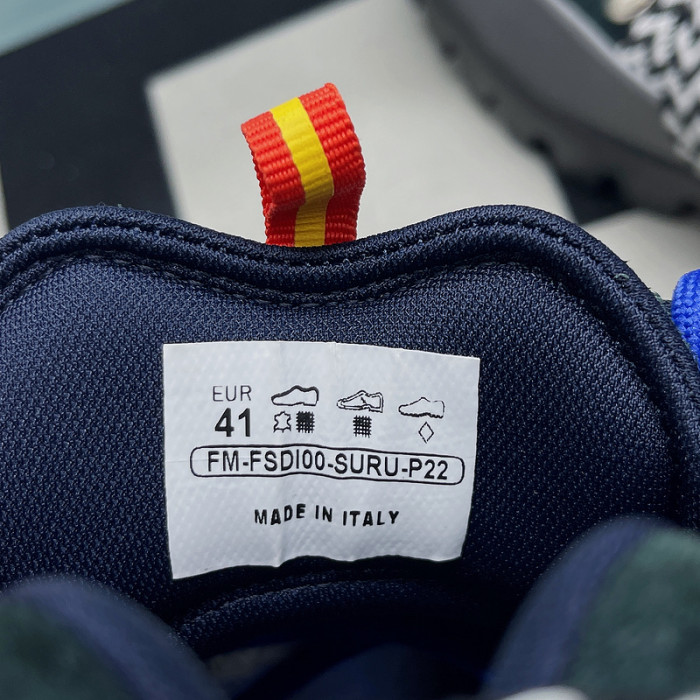 EUR
41
FM-FSDI00-SURU-P22
MADE IN ITALY